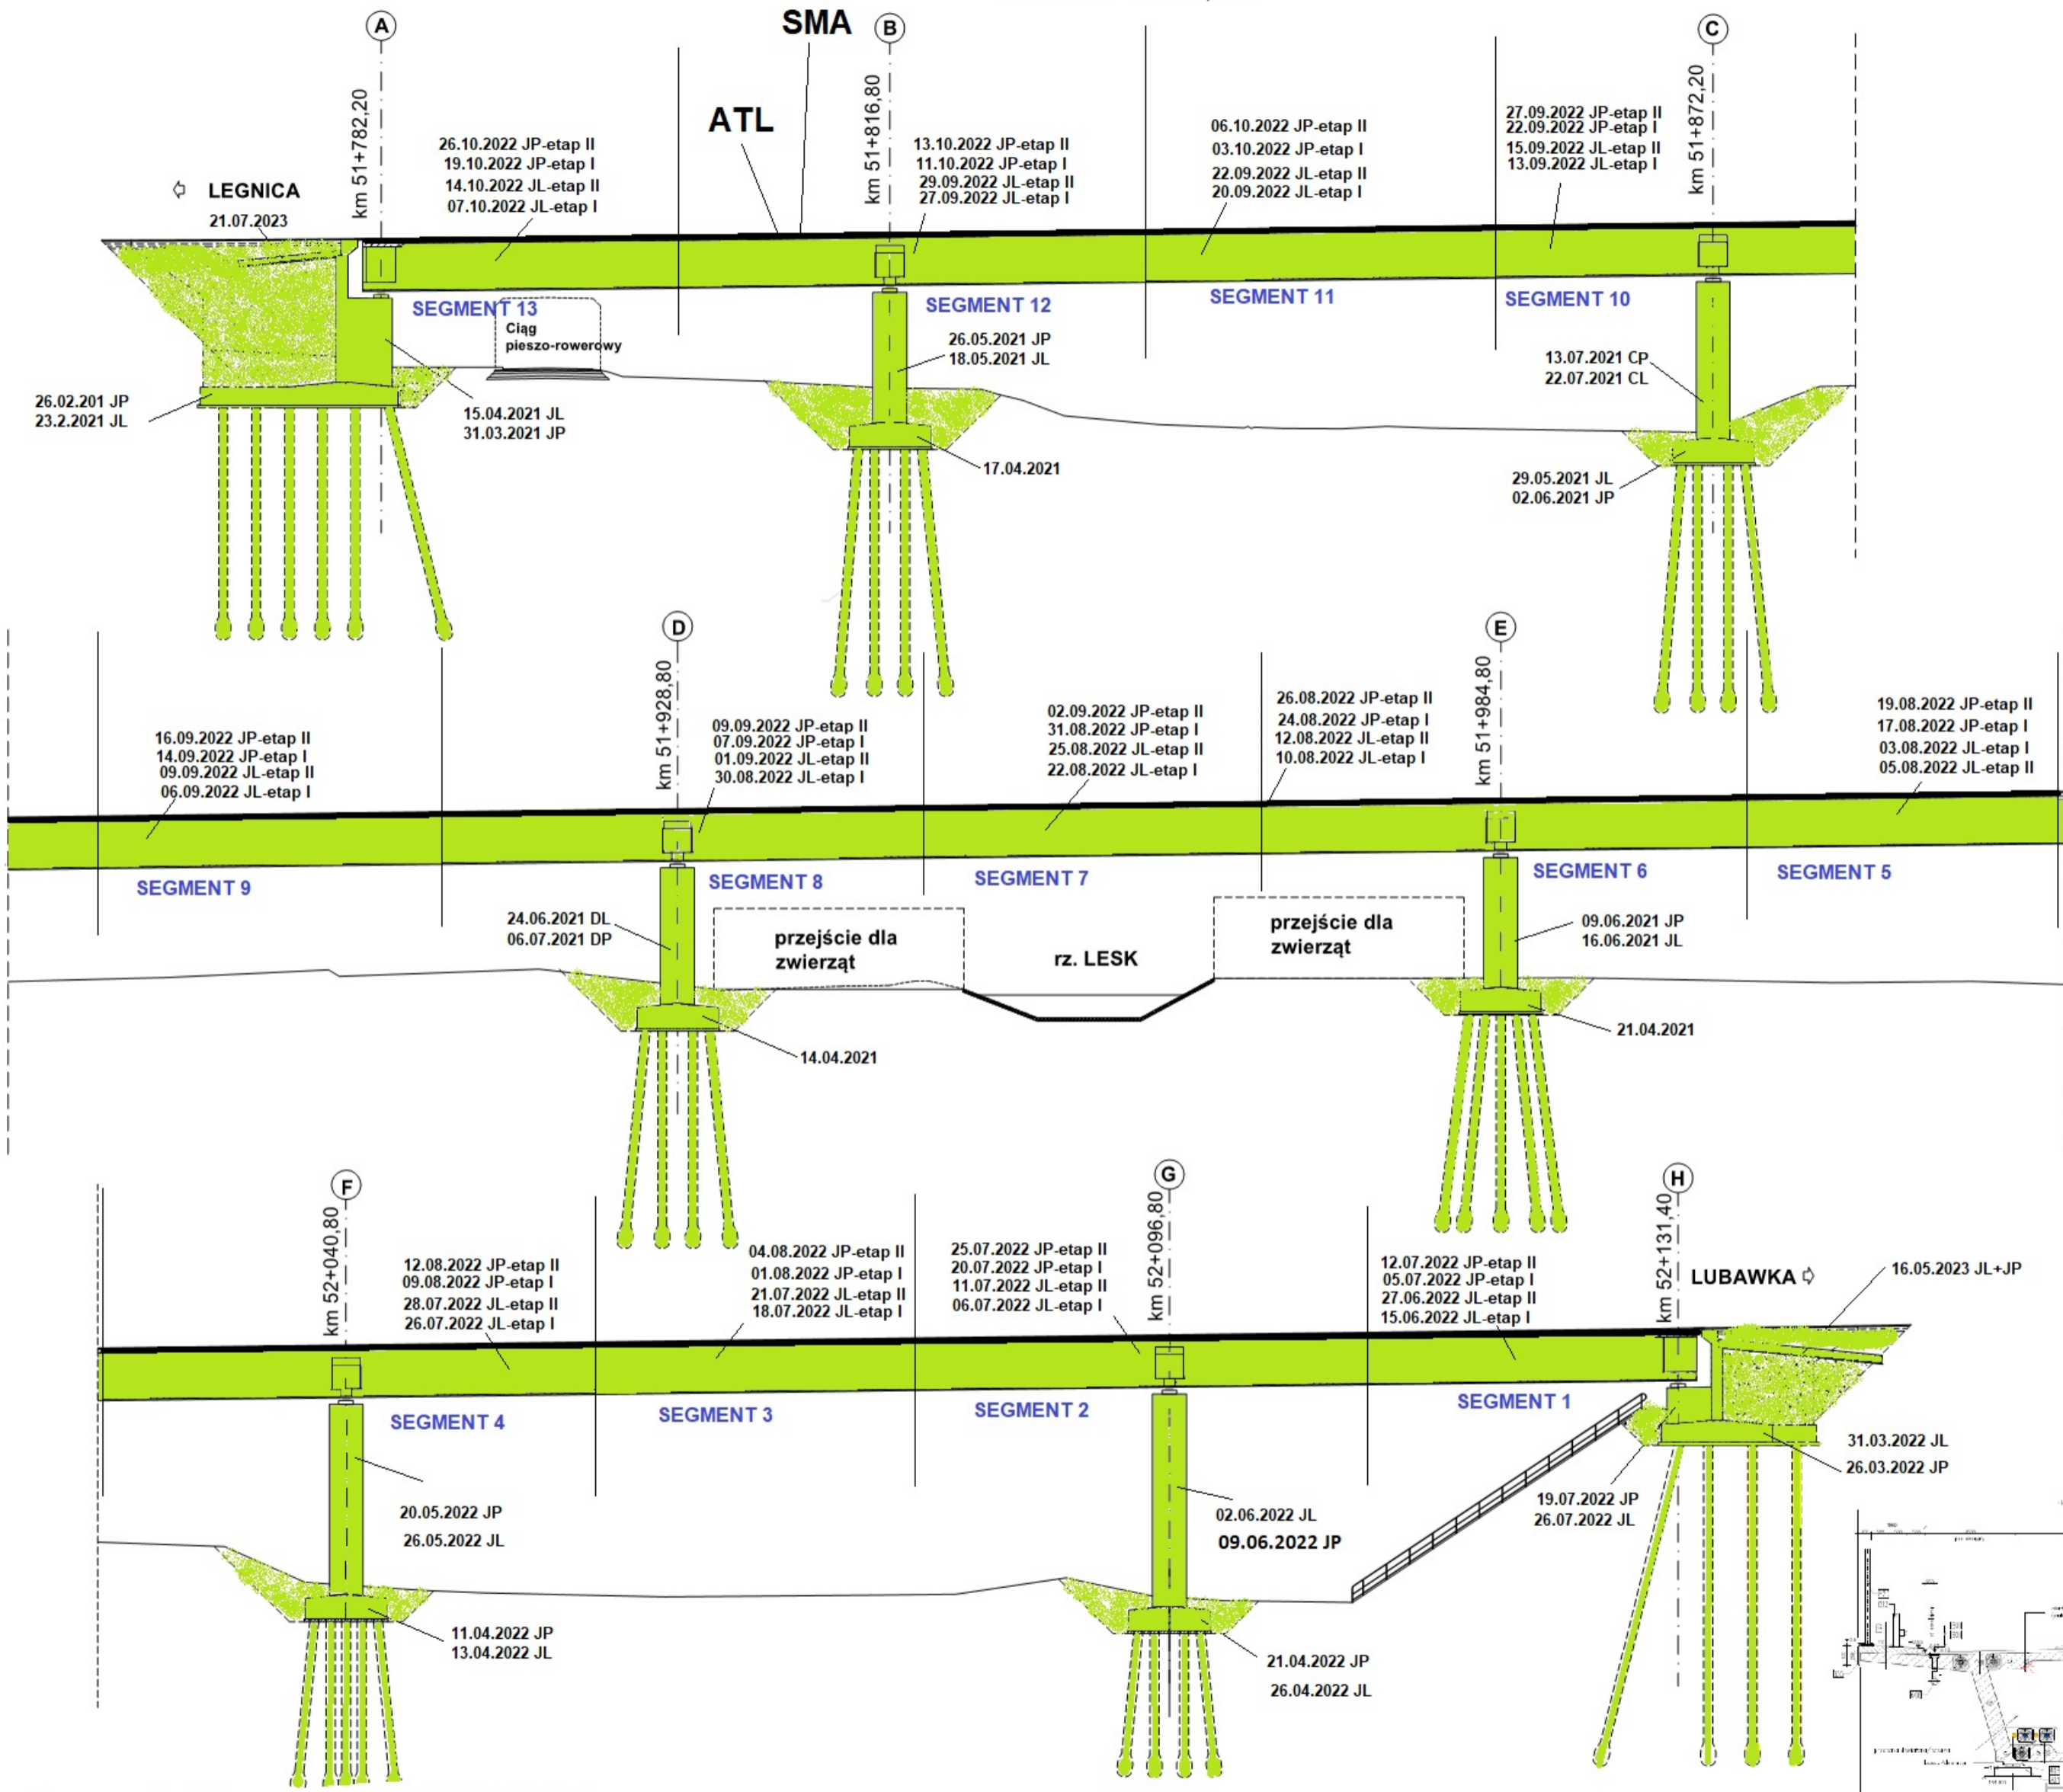 A
SMA
B
C
km 51+782,20
km 51+816,80
km 51+872,20
ATL
26.10.2022 JP-etap II
19.10.2022 JP-etap I
14.10.2022 JL-etap II
07.10.2022 JL-etap I
13.10.2022 JP-etap II
11.10.2022 JP-etap I
29.09.2022 JL-etap II
27.09.2022 JL-etap I
06.10.2022 JP-etap II
03.10.2022 JP-etap I
22.09.2022 JL-etap II
20.09.2022 JL-etap I
27.09.2022 JP-etap II
22.09.2022 JP-etap I
15.09.2022 JL-etap II
13.09.2022 JL-etap I
LEGNICA
21.07.2023
SEGMENT 13
SEGMENT 12
SEGMENT 11
SEGMENT 10
Ciąg
pieszo-rowerowy
26.05.2021 JP
18.05.2021 JL
13.07.2021 CP
22.07.2021 CL
26.02.201 JP
23.2.2021 JL
15.04.2021 JL
31.03.2021 JP
17.04.2021
29.05.2021 JL
02.06.2021 JP
D
E
km 51+928,80
km 51+984,80
16.09.2022 JP-etap II
14.09.2022 JP-etap I
09.09.2022 JL-etap II
06.09.2022 JL-etap I
09.09.2022 JP-etap II
07.09.2022 JP-etap I
01.09.2022 JL-etap II
30.08.2022 JL-etap I
02.09.2022 JP-etap II
31.08.2022 JP-etap I
25.08.2022 JL-etap II
22.08.2022 JL-etap I
26.08.2022 JP-etap II
24.08.2022 JP-etap I
12.08.2022 JL-etap II
10.08.2022 JL-etap I
19.08.2022 JP-etap II
17.08.2022 JP-etap I
03.08.2022 JL-etap I
05.08.2022 JL-etap II
SEGMENT 9
SEGMENT 8
SEGMENT 7
SEGMENT 6
SEGMENT 5
24.06.2021 DL
06.07.2021 DP
przejście dla
zwierząt
rz. LESK
przejście dla
zwierząt
09.06.2021 JP
16.06.2021 JL
14.04.2021
21.04.2021
F
G
H
km 52+040,80
km 52+096,80
km 52+131,40
12.08.2022 JP-etap II
09.08.2022 JP-etap I
28.07.2022 JL-etap II
26.07.2022 JL-etap I
04.08.2022 JP-etap II
01.08.2022 JP-etap I
21.07.2022 JL-etap II
18.07.2022 JL-etap I
25.07.2022 JP-etap II
20.07.2022 JP-etap I
11.07.2022 JL-etap II
06.07.2022 JL-etap I
12.07.2022 JP-etap II
05.07.2022 JP-etap I
27.06.2022 JL-etap II
15.06.2022 JL-etap I
LUBAWKA
16.05.2023 JL+JP
SEGMENT 4
SEGMENT 3
SEGMENT 2
SEGMENT 1
31.03.2022 JL
26.03.2022 JP
20.05.2022 JP
26.05.2022 JL
02.06.2022 JL
09.06.2022 JP
19.07.2022 JP
26.07.2022 JL
11.04.2022 JP
13.04.2022 JL
21.04.2022 JP
26.04.2022 JL